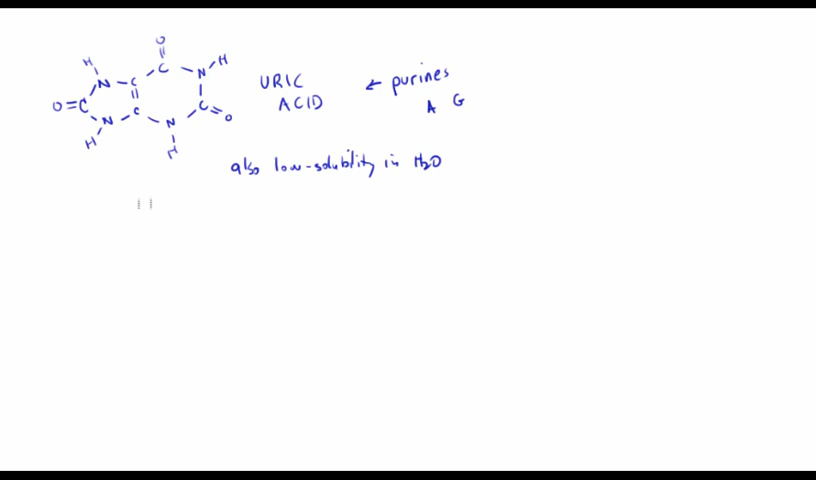 O
H
C
H
N
C
N
URIC
← purines
O=C
C
C
O
ACID
A G
N
N
H
H
also low-solubility in H2O